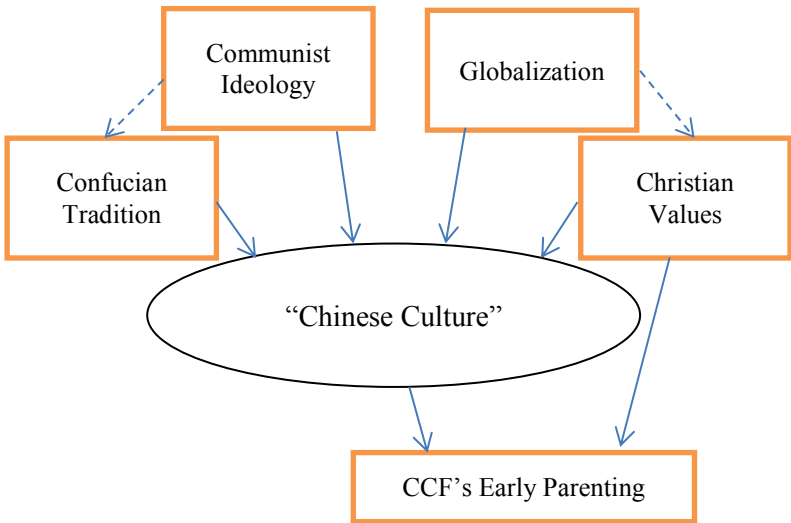 Communist
Ideology
Globalization
Confucian
Tradition
Christian
Values
“Chinese Culture”
CCF’s Early Parenting